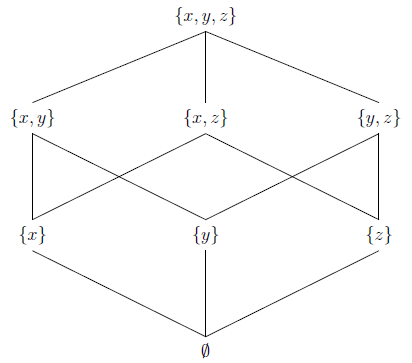 {x, y, z}
{x, y} {x, z} {y, z}
{x} {y} {z}
∅